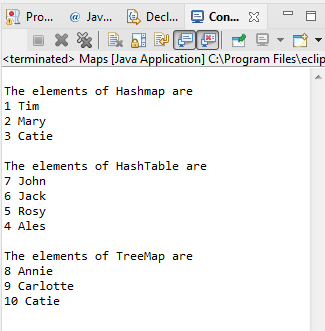 Pro... Jav... Decl... Con...
<terminated> Maps [Java Application] C:\Program Files\eclip
The elements of Hashmap are
1 Tim
2 Mary
3 Catie
The elements of HashTable are
7 John
6 Jack
5 Rosy
4 Ales
The elements of TreeMap are
8 Annie
9 Carlotte
10 Catie